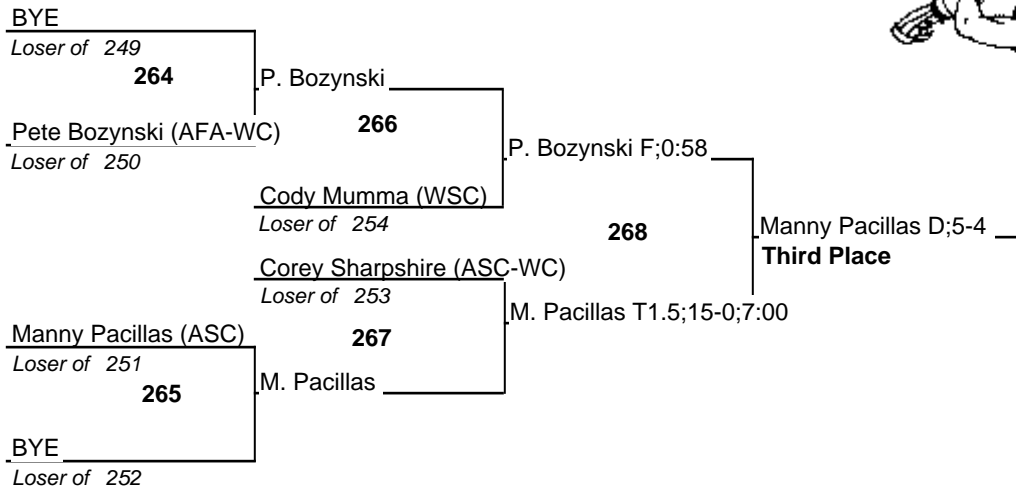 BYE
Loser of 249
264
P. Bozynski
Pete Bozynski (AFA-WC)
Loser of 250
266
P. Bozynski F;0:58
Cody Mumma (WSC)
Loser of 254
268
Manny Pacillas D;5-4
Third Place
Corey Sharpshire (ASC-WC)
Loser of 253
M. Pacillas T1.5;15-0;7:00
Manny Pacillas (ASC)
Loser of 251
267
265
M. Pacillas
BYE
Loser of 252